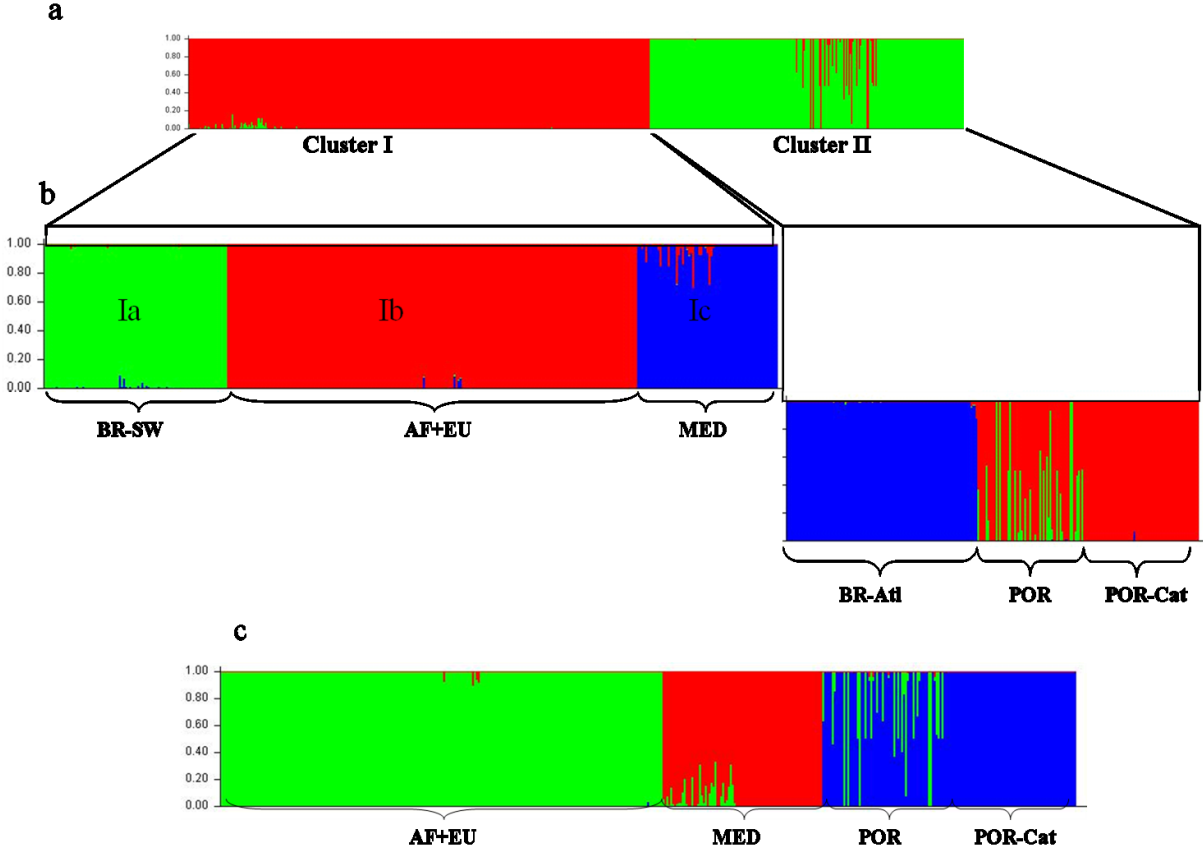 a
1.00
0.80
0.60
0.40
0.20
0.00
Cluster I
Cluster II
b
1.00
0.80
0.60
0.40
0.20
0.00
Ia
Ib
Ic
BR-SW
AF+EU
MED
BR-Atl
POR
POR-Cat
c
1.00
0.80
0.60
0.40
0.20
0.00
AF+EU
MED
POR
POR-Cat